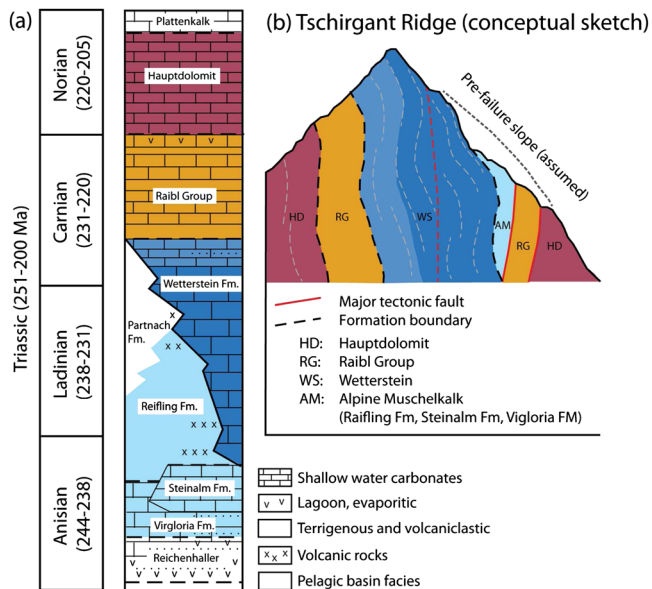 (a)
(b) Tschirgant Ridge (conceptual sketch)
Triassic (251-200 Ma)
Norian
(220-205)
Carnian
(231-220)
Ladinian
(238-231)
Anisian
(244-238)
Plattenkalk
Hauptdolomit
v v v v
Raibl Group
Wetterstein Fm.
Partnach
Fm.
x
x x
Reifling Fm.
x x x
x x x
Steinalm Fm.
Virgloria Fm.
v v v
Reichenhaller
v v v v v
v v v v
Pre-failure slope (assumed)
HD
RG
WS
AM
RG
HD
Major tectonic fault
Formation boundary
HD: Hauptdolomit
RG: Raibl Group
WS: Wetterstein
AM: Alpine Muschelkalk
(Raifling Fm, Steinalm Fm, Vigloria FM)
Shallow water carbonates
v v Lagoon, evaporitic
Terrigenous and volcaniclastic
x x x Volcanic rocks
Pelagic basin facies